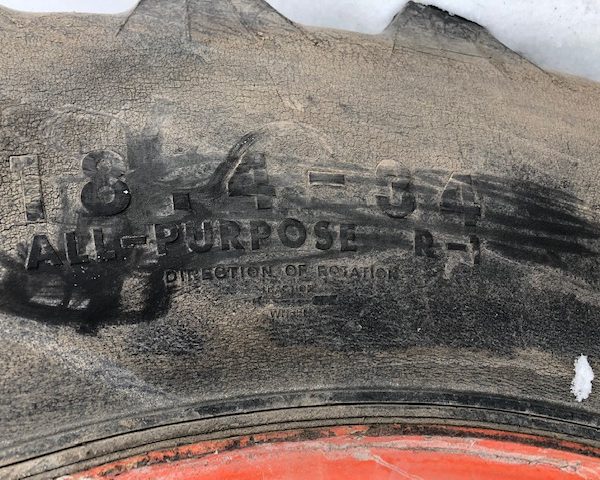 18.4-34
ALL-PURPOSE R-1
DIRECTION OF ROTATION